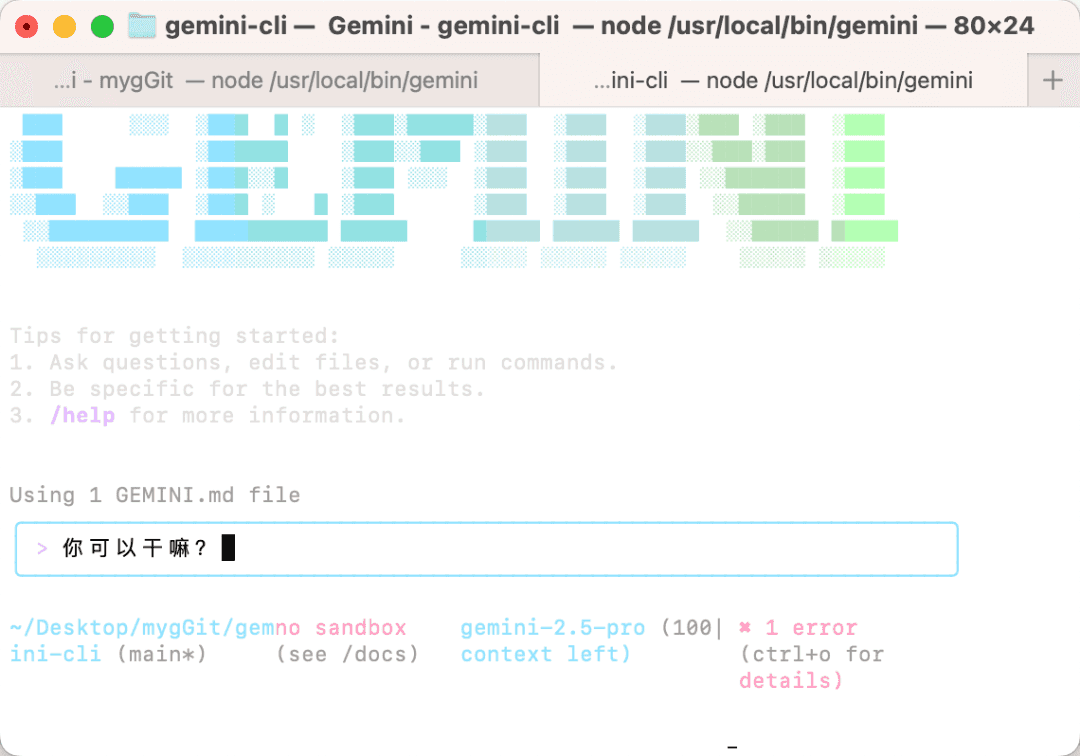 gemini-cli — Gemini - gemini-cli — node /usr/local/bin/gemini — 80×24
...i - mygGit — node /usr/local/bin/gemini
...ini-cli — node /usr/local/bin/gemini
+
GEMINI
Tips for getting started:
1. Ask questions, edit files, or run commands.
2. Be specific for the best results.
3. /help for more information.
Using 1 GEMINI.md file
> 你可以干嘛?
~/Desktop/mygGit/gemno sandbox gemini-2.5-pro (100| ✖ 1 error
ini-cli (main*) (see /docs) context left) (ctrl+o for
details)